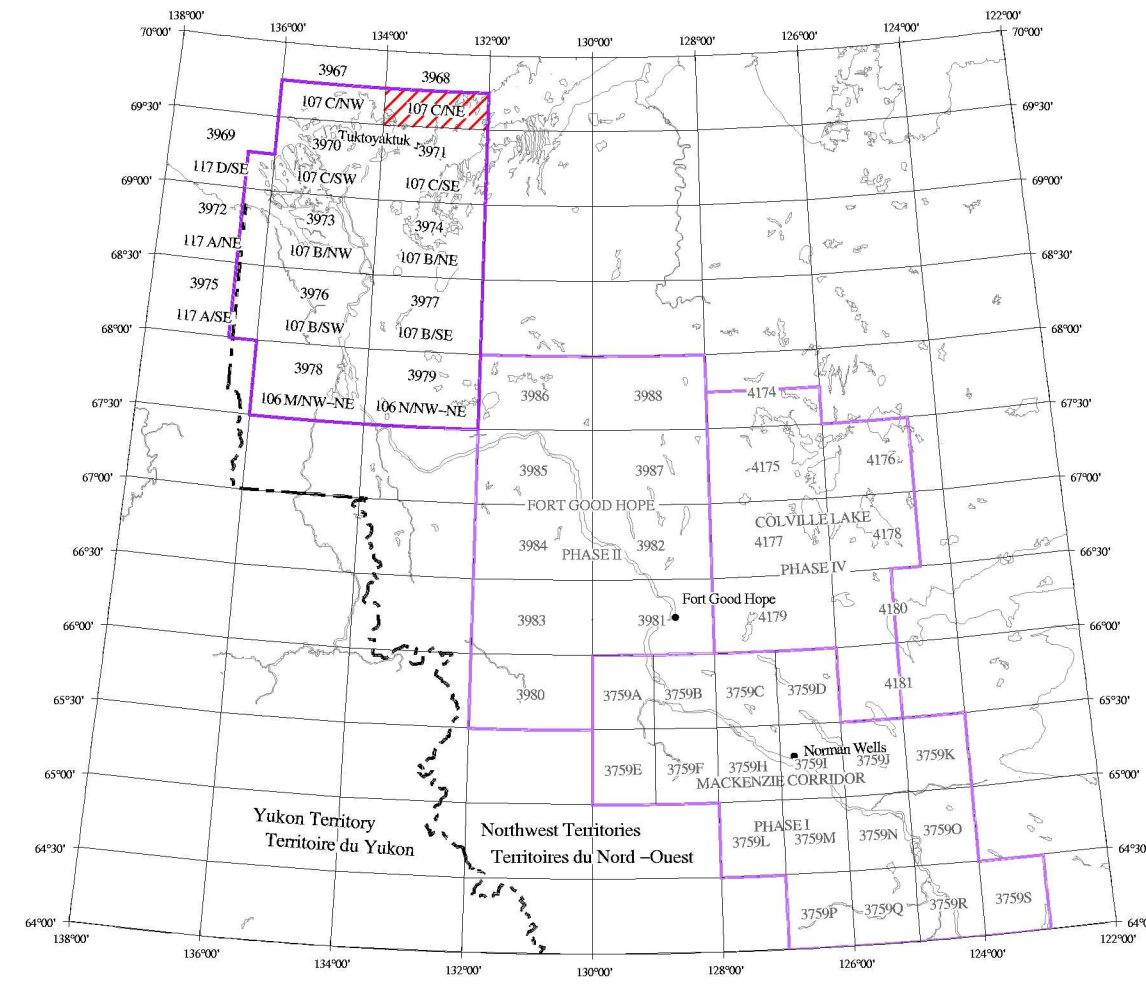 138°00'
136°00'
134°00'
132°00'
130°00'
128°00'
126°00'
124°00'
122°00'
70°00'
70°00'
3967
3968
69°30'
107 C/NW
107 C/NE
69°30'
3969
Tuktoyaktuk
3970
3971
117 D/SE
107 C/SW
107 C/SE
69°00'
69°00'
3972
3973
3974
117 A/NE
107 B/NW
107 B/NE
68°30'
68°30'
3975
3976
3977
117 A/SE
107 B/SW
107 B/SE
68°00'
68°00'
3978
3979
106 M/NW–NE
106 N/NW–NE
3986
3988
4174
67°30'
67°30'
3985
3987
4175
4176
67°00'
67°00'
FORT GOOD HOPE
COLVILLE LAKE
3984
3982
4177
4178
PHASE II
PHASE IV
66°30'
66°30'
Fort Good Hope
3983
3981
4179
4180
66°00'
66°00'
3980
3759A
3759B
3759C
3759D
4181
65°30'
65°30'
Norman Wells
3759E
3759F
3759H
3759I
3759J
3759K
MACKENZIE CORRIDOR
65°00'
65°00'
Yukon Territory
Territoire du Yukon
Northwest Territories
Territoires du Nord –Ouest
PHASE I
3759L
3759M
3759N
3759O
64°30'
64°30'
3759P
3759Q
3759R
3759S
64°00'
64°0
138°00'
136°00'
134°00'
132°00'
130°00'
128°00'
126°00'
124°00'
122°00'